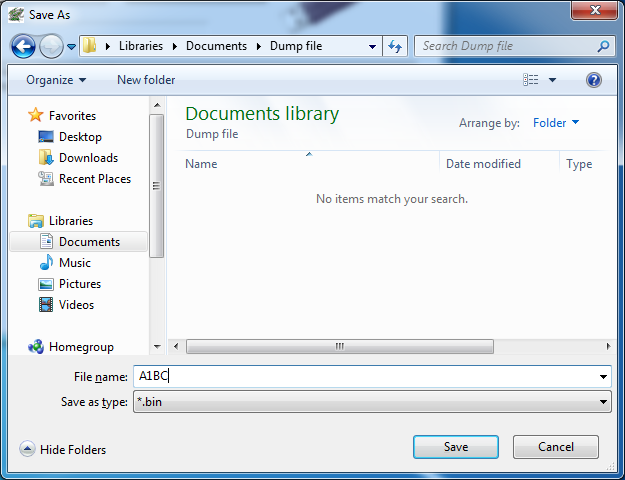 Save As
Libraries Documents Dump file
Search Dump file
Organize New folder
Favorites
Desktop
Downloads
Recent Places
Libraries
Documents
Music
Pictures
Videos
Homegroup
Documents library
Dump file
Arrange by: Folder
Name Date modified Type
No items match your search.
File name: A1BC
Save as type: *.bin
Hide Folders
Save Cancel